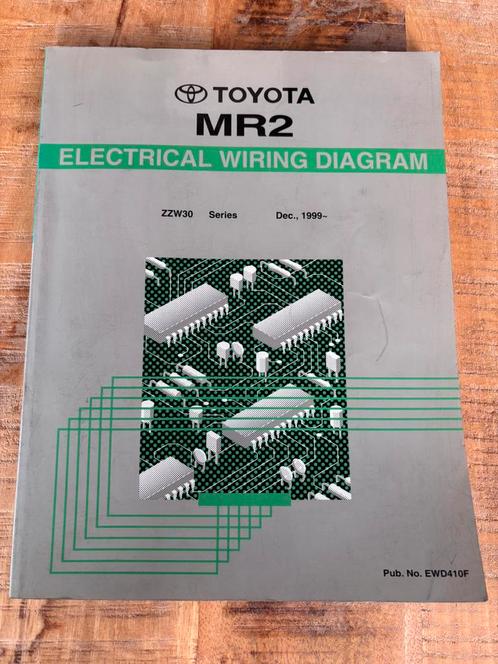 TOYOTA
MR2
ELECTRICAL WIRING DIAGRAM
ZZW30 Series Dec., 1999~
Pub. No. EWD410F